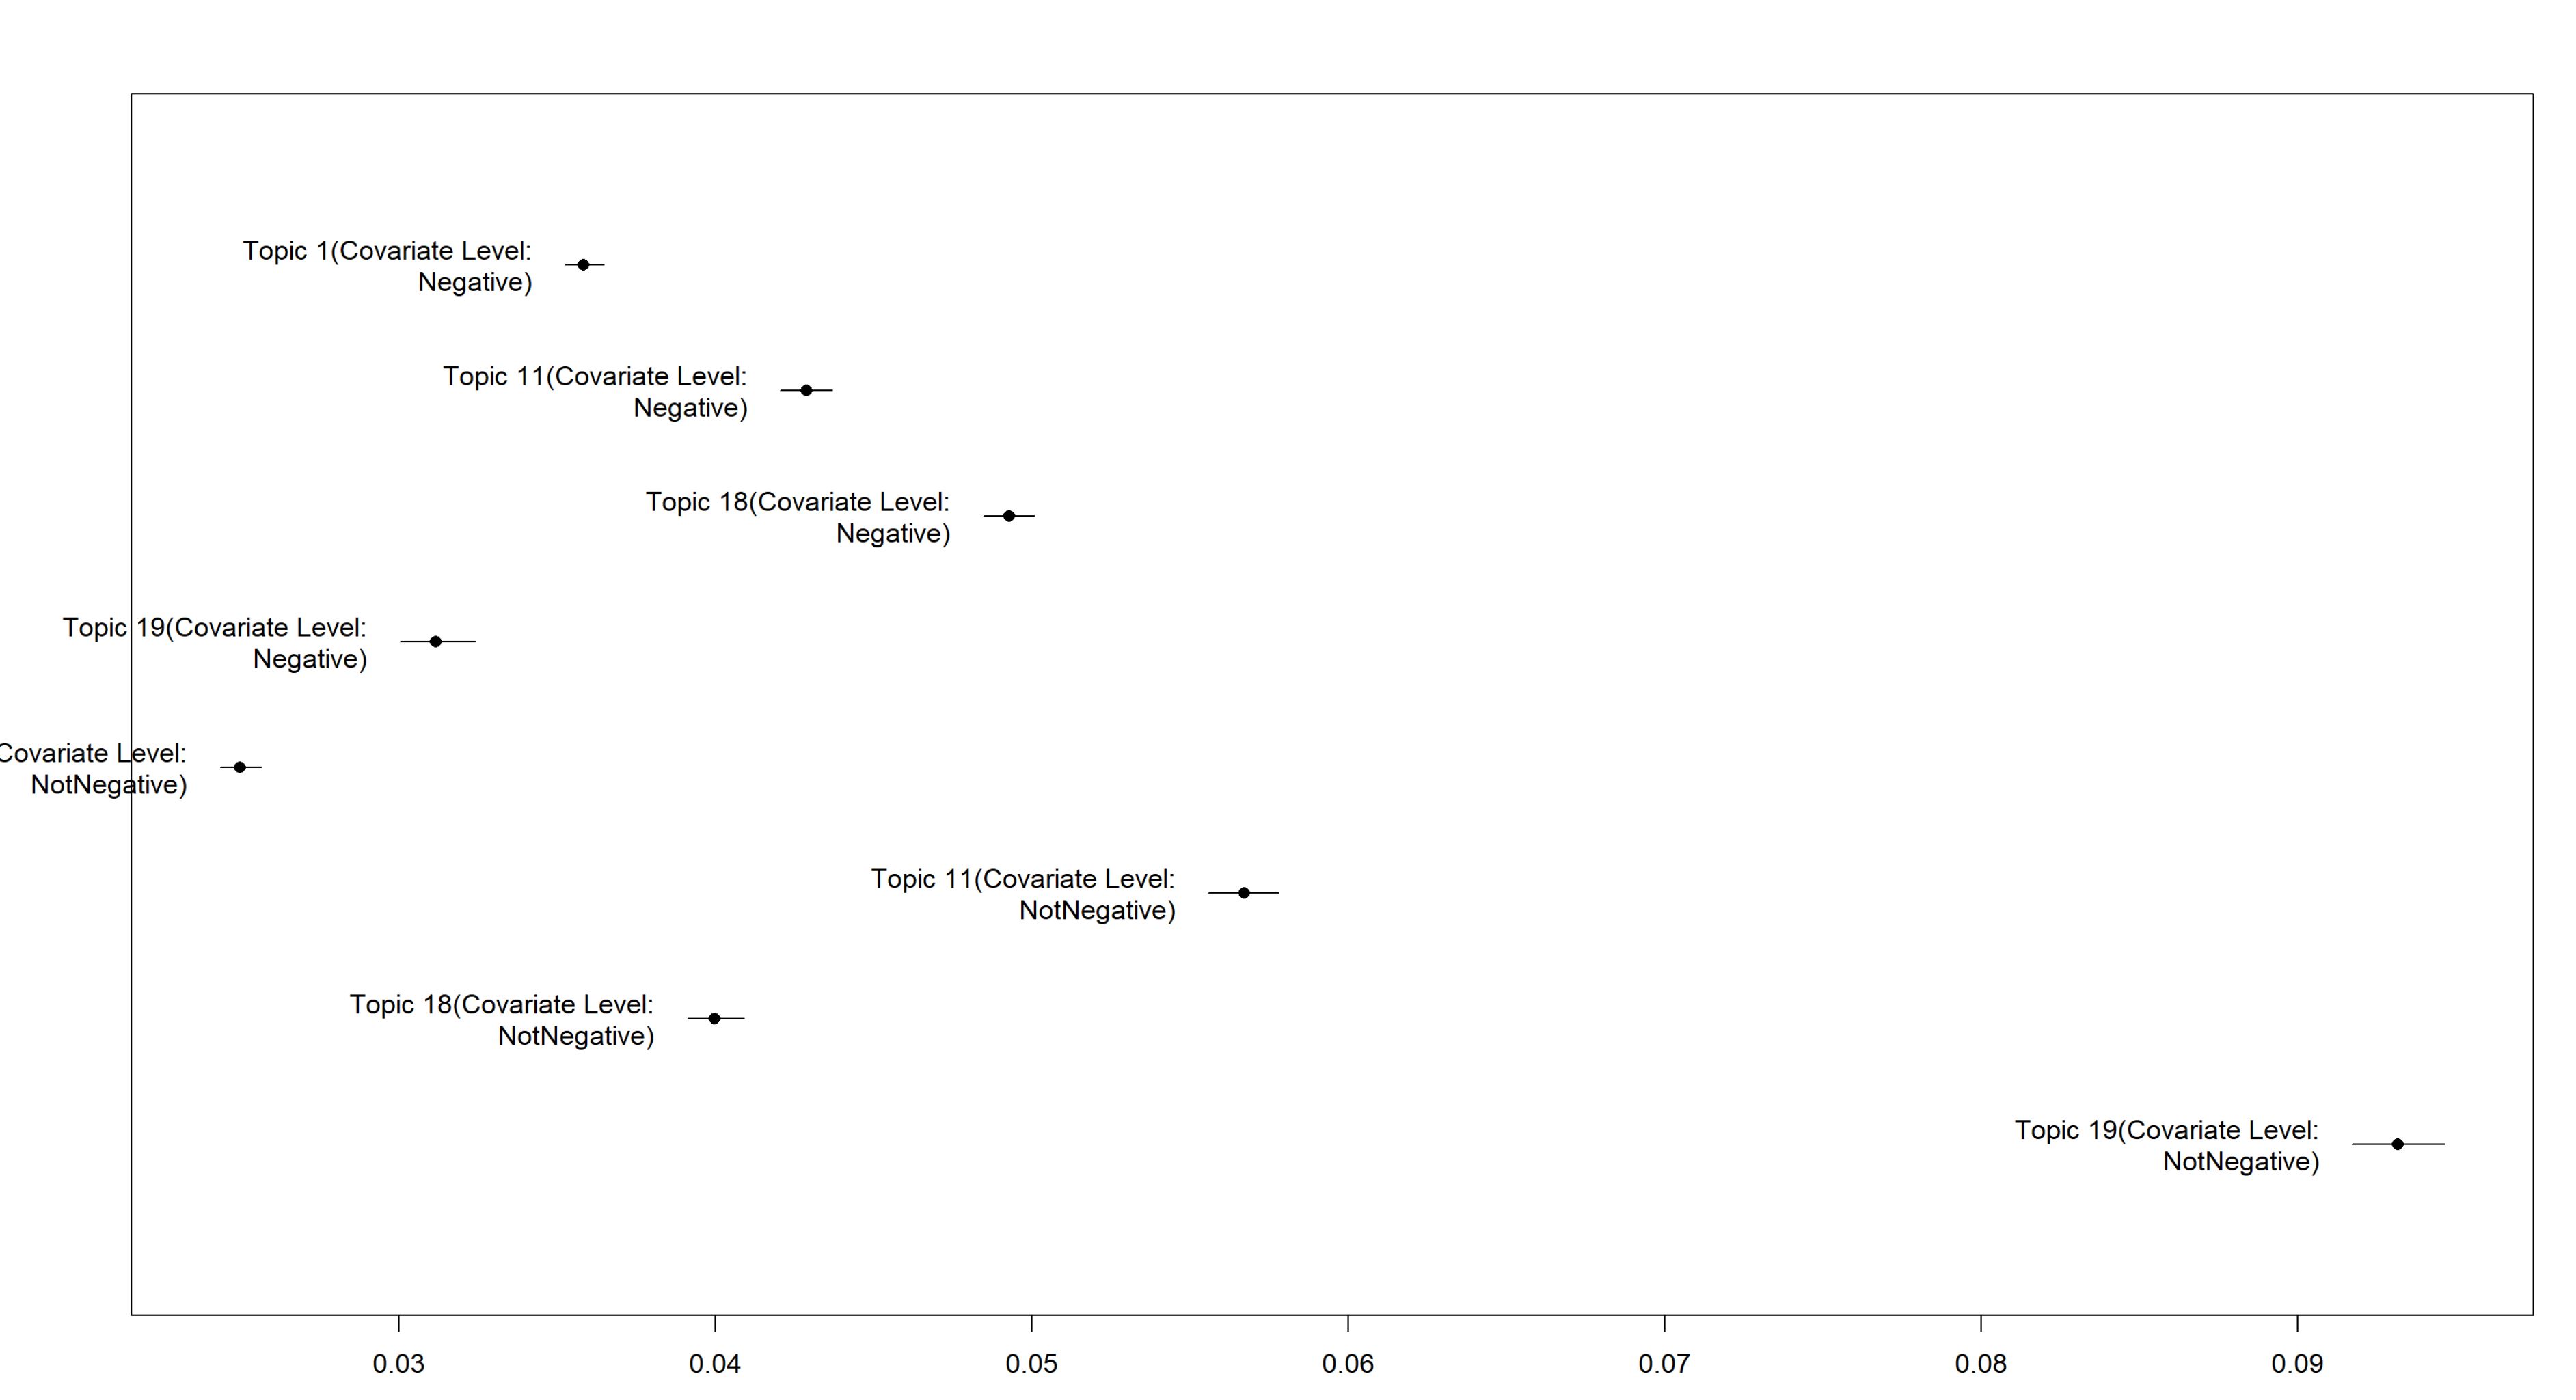 Topic 1(Covariate Level:
Negative)
Topic 11(Covariate Level:
Negative)
Topic 18(Covariate Level:
Negative)
Topic 19(Covariate Level:
Negative)
Covariate Level:
NotNegative)
Topic 11(Covariate Level:
NotNegative)
Topic 18(Covariate Level:
NotNegative)
Topic 19(Covariate Level:
NotNegative)
0.03 0.04 0.05 0.06 0.07 0.08 0.09